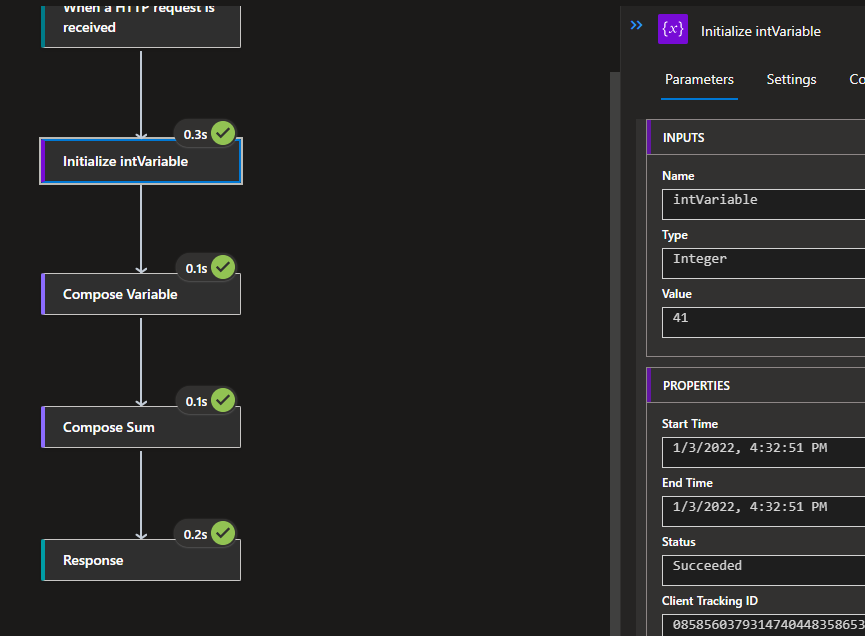 When a HTTP request is
received
0.3s
Initialize intVariable
0.1s
Compose Variable
0.1s
Compose Sum
0.2s
Response
{x} Initialize intVariable
Parameters Settings Co
INPUTS
Name
intVariable
Type
Integer
Value
41
PROPERTIES
Start Time
1/3/2022, 4:32:51 PM
End Time
1/3/2022, 4:32:51 PM
Status
Succeeded
Client Tracking ID